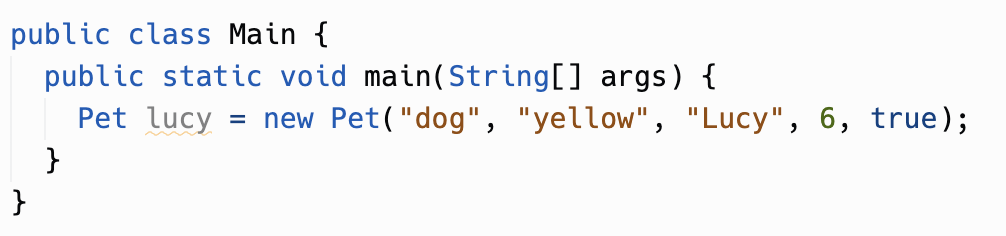 public class Main {
  public static void main(String[] args) {
    Pet lucy = new Pet("dog", "yellow", "Lucy", 6, true);
  }
}